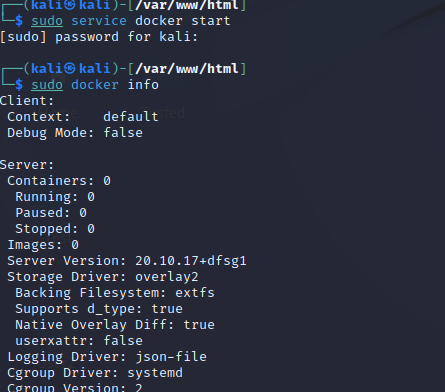 ┌──(kali㉿kali)-[/var/www/html]
└─$ sudo service docker start
[sudo] password for kali:
┌──(kali㉿kali)-[/var/www/html]
└─$ sudo docker info
Client:
 Context:    default
 Debug Mode: false

Server:
 Containers: 0
  Running: 0
  Paused: 0
  Stopped: 0
 Images: 0
 Server Version: 20.10.17+dfsg1
 Storage Driver: overlay2
  Backing Filesystem: extfs
  Supports d_type: true
  Native Overlay Diff: true
  userxattr: false
 Logging Driver: json-file
 Cgroup Driver: systemd
 Cgroup Version: 2